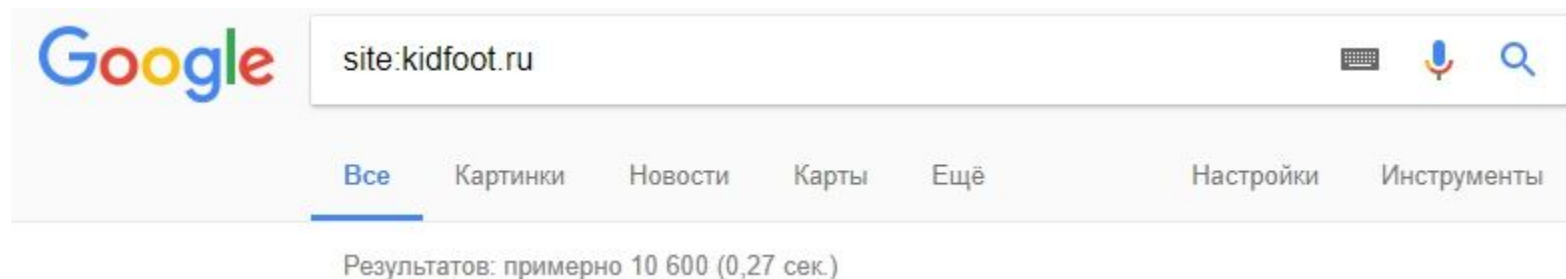 Google site:kidfoot.ru
Все Картинки Новости Карты Ещё Настройки Инструменты
Результатов: примерно 10 600 (0,27 сек.)